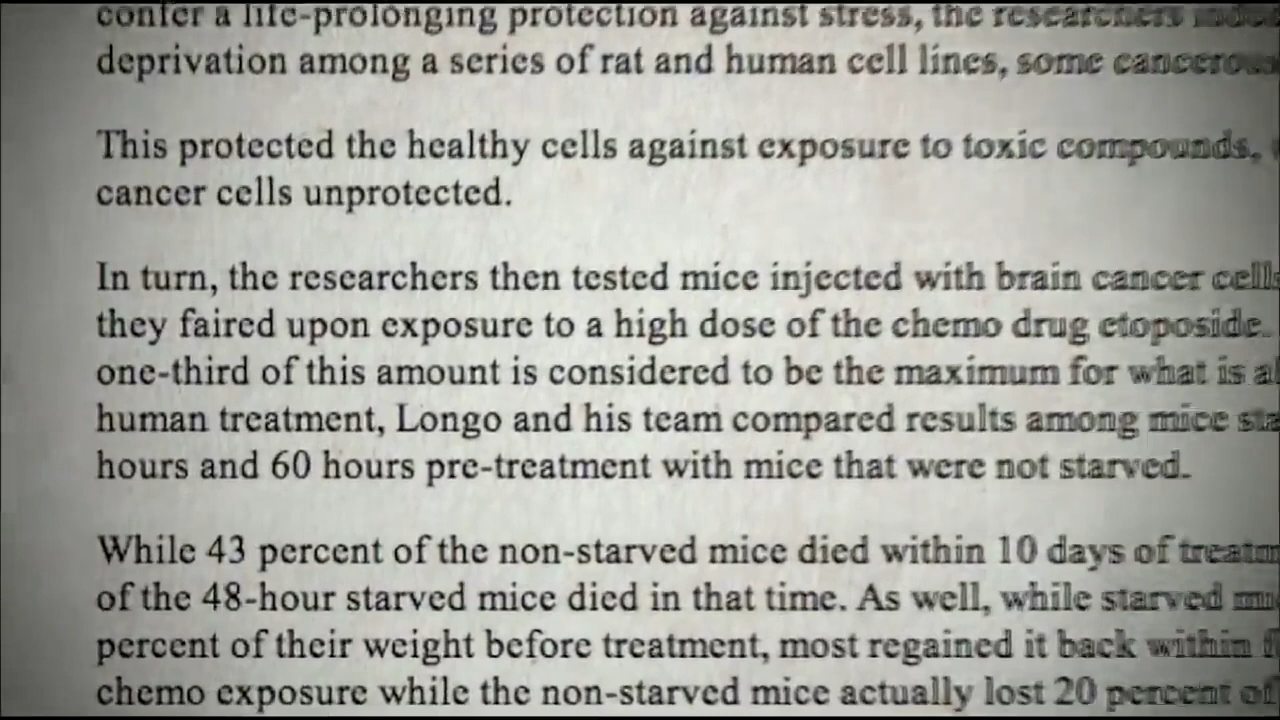 confer a life-prolonging protection against stress, the researchers
deprivation among a series of rat and human cell lines, some
This protected the healthy cells against exposure to toxic compounds,
cancer cells unprotected.
In turn, the researchers then tested mice injected with brain cancer cells
they faired upon exposure to a high dose of the chemo drug etoposide.
one-third of this amount is considered to be the maximum for what is
human treatment, Longo and his team compared results among mice
hours and 60 hours pre-treatment with mice that were not starved.
While 43 percent of the non-starved mice died within 10 days of
of the 48-hour starved mice died in that time. As well, while starved
percent of their weight before treatment, most regained it back within
chemo exposure while the non-starved mice actually lost 20 percent of